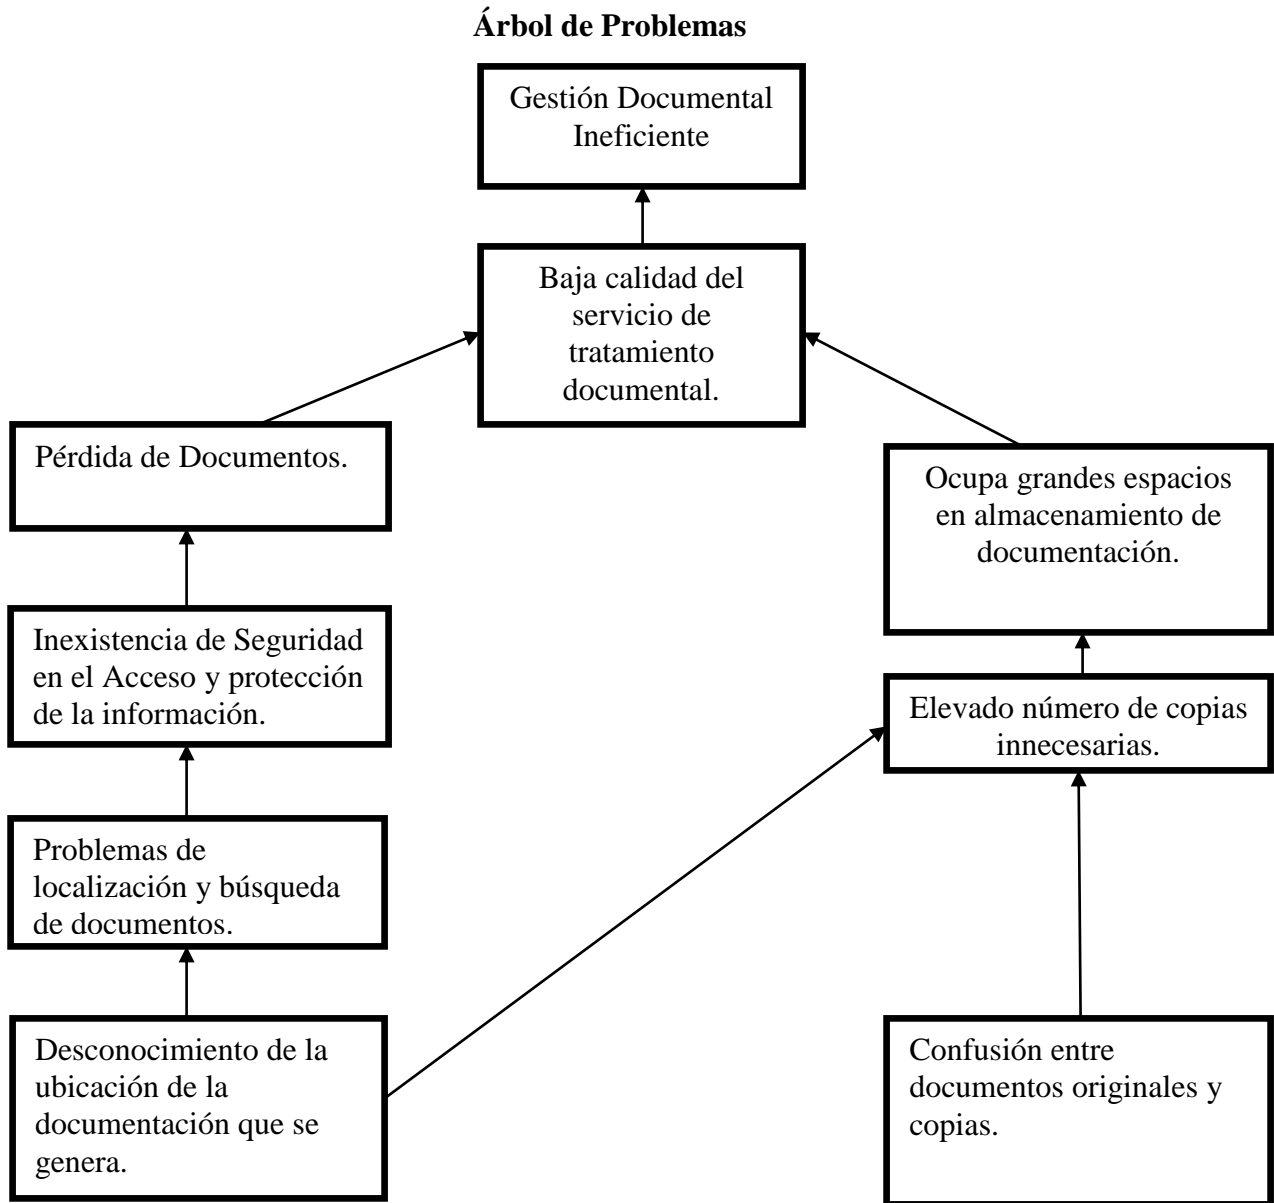 Árbol de Problemas
Gestión Documental
Ineficiente
Baja calidad del
servicio de
tratamiento
documental.
Pérdida de Documentos.
Ocupa grandes espacios
en almacenamiento de
documentación.
Inexistencia de Seguridad
en el Acceso y protección
de la información.
Elevado número de copias
innecesarias.
Problemas de
localización y búsqueda
de documentos.
Desconocimiento de la
ubicación de la
documentación que se
genera.
Confusión entre
documentos originales y
copias.